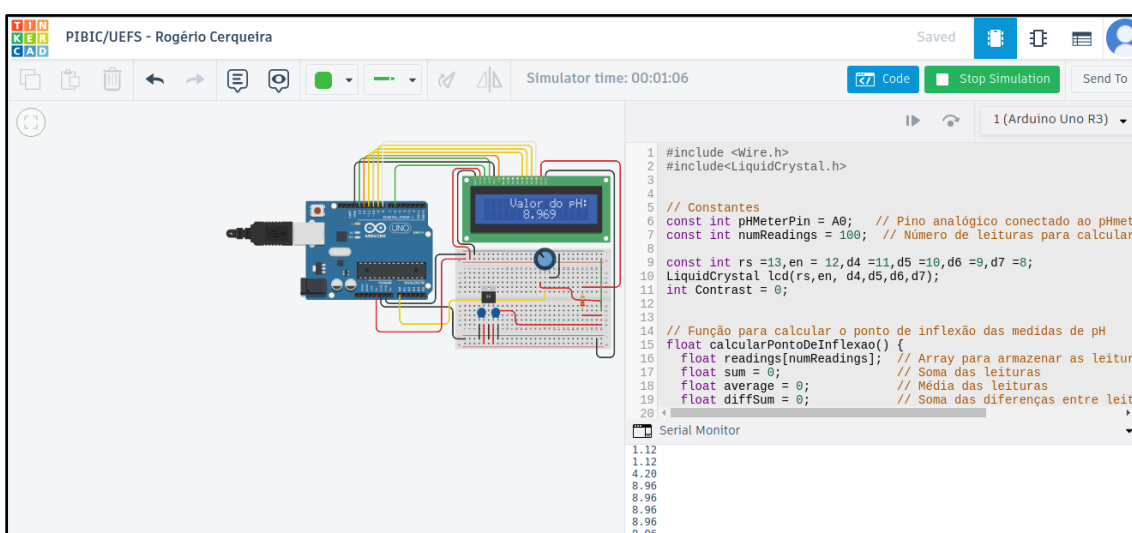 TIN
KER
CAD
PIBIC/UEFS - Rogério Cerqueira
Saved
Simulator time: 00:01:06
Code
Stop Simulation
Send To
1 (Arduino Uno R3)
Valor do pH:
8.969
UNO
ARDUINO
1 #include <Wire.h>
2 #include<LiquidCrystal.h>
3
4
5 // Constantes
6 const int pHMeterPin = A0; // Pino analógico conectado ao pHmet
7 const int numReadings = 100; // Número de leituras para calcular
8
9 const int rs =13,en = 12,d4 =11,d5 =10,d6 =9,d7 =8;
10 LiquidCrystal lcd(rs,en, d4,d5,d6,d7);
11 int Contrast = 0;
12
13
14 // Função para calcular o ponto de inflexão das medidas de pH
15 float calcularPontoDeInflexao() {
16 float readings[numReadings]; // Array para armazenar as leitur
17 float sum = 0; // Soma das leituras
18 float average = 0; // Média das leituras
19 float diffSum = 0; // Soma das diferenças entre leit
20
Serial Monitor
1.12
1.12
4.20
8.96
8.96
8.96
8.96
8.96